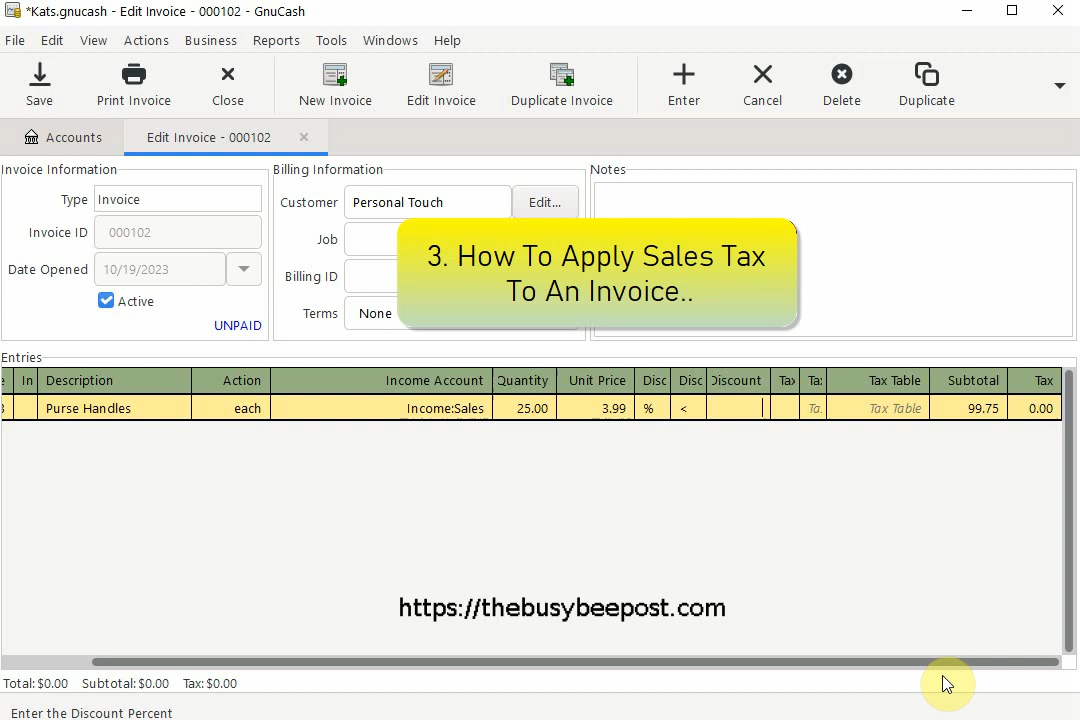 *Kats.gnucash - Edit Invoice - 000102 - GnuCash
File Edit View Actions Business Reports Tools Windows Help
Save Print Invoice Close New Invoice Edit Invoice Duplicate Invoice Enter Cancel Delete Duplicate
Accounts Edit Invoice - 000102
Invoice Information Billing Information Notes
Type Invoice
Customer Personal Touch Edit...
Invoice ID 000102
Job
Date Opened 10/19/2023
Billing ID
Active
Terms None
UNPAID
3. How To Apply Sales Tax
To An Invoice..
Entries
In Description Action Income Account Quantity Unit Price Disc Disc Discount Tax Tax Tax Table Subtotal Tax
Purse Handles each Income:Sales 25.00 3.99 % < Ta. Tax Table 99.75 0.00
https://thebusybeepost.com
Total:$0.00 Subtotal:$0.00 Tax:$0.00
Enter the Discount Percent